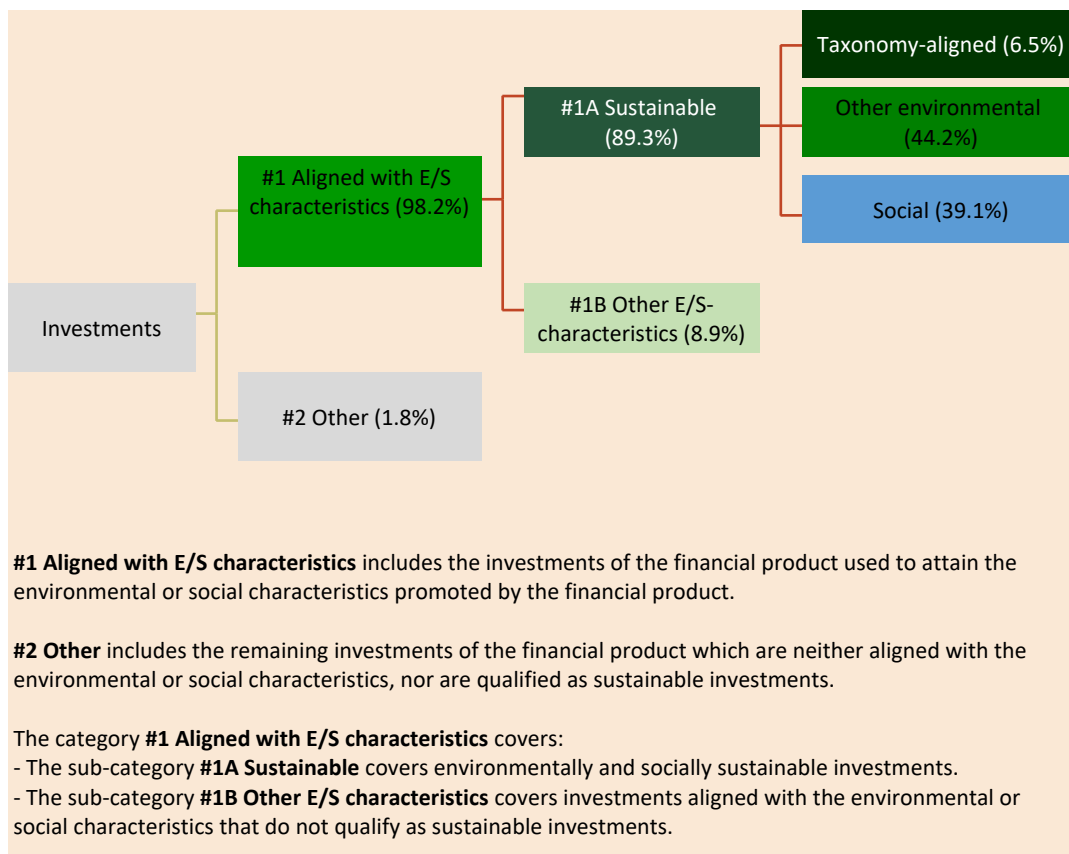 Taxonomy-aligned (6.5%)
#1A Sustainable
(89.3%)
Other environmental
(44.2%)
#1 Aligned with E/S
characteristics (98.2%)
Social (39.1%)
Investments
#1B Other E/S-
characteristics (8.9%)
#2 Other (1.8%)
#1 Aligned with E/S characteristics includes the investments of the financial product used to attain the
environmental or social characteristics promoted by the financial product.
#2 Other includes the remaining investments of the financial product which are neither aligned with the
environmental or social characteristics, nor are qualified as sustainable investments.
The category #1 Aligned with E/S characteristics covers:
- The sub-category #1A Sustainable covers environmentally and socially sustainable investments.
- The sub-category #1B Other E/S characteristics covers investments aligned with the environmental or
social characteristics that do not qualify as sustainable investments.